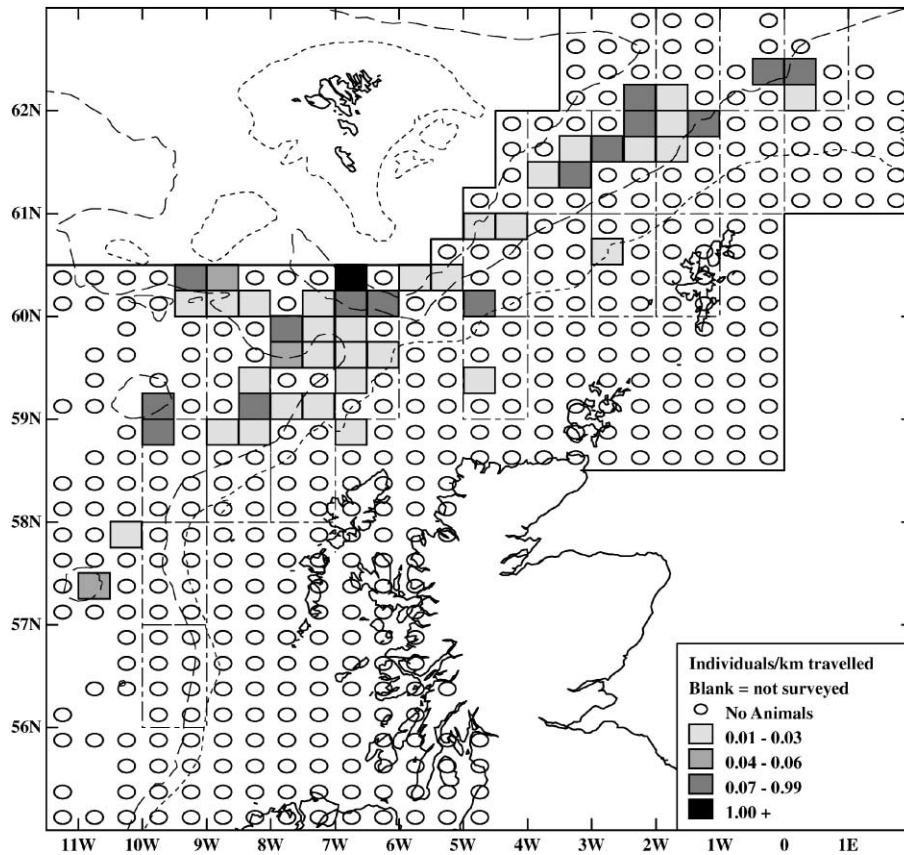 62N
61N
60N
59N
58N
57N
56N
11W 10W 9W 8W 7W 6W 5W 4W 3W 2W 1W 0 1E
Individuals/km travelled
Blank = not surveyed
No Animals
0.01 - 0.03
0.04 - 0.06
0.07 - 0.99
1.00 +